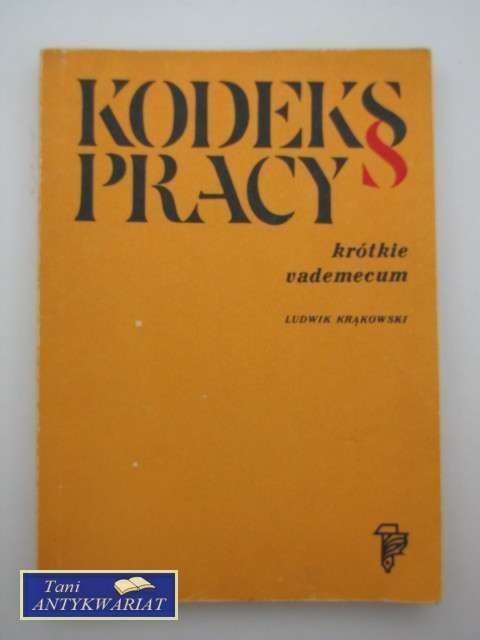 KODEKS
PRACY §
krótkie
vademecum
LUDWIK KRĄKOWSKI
Tani
ANTYKWARIAT